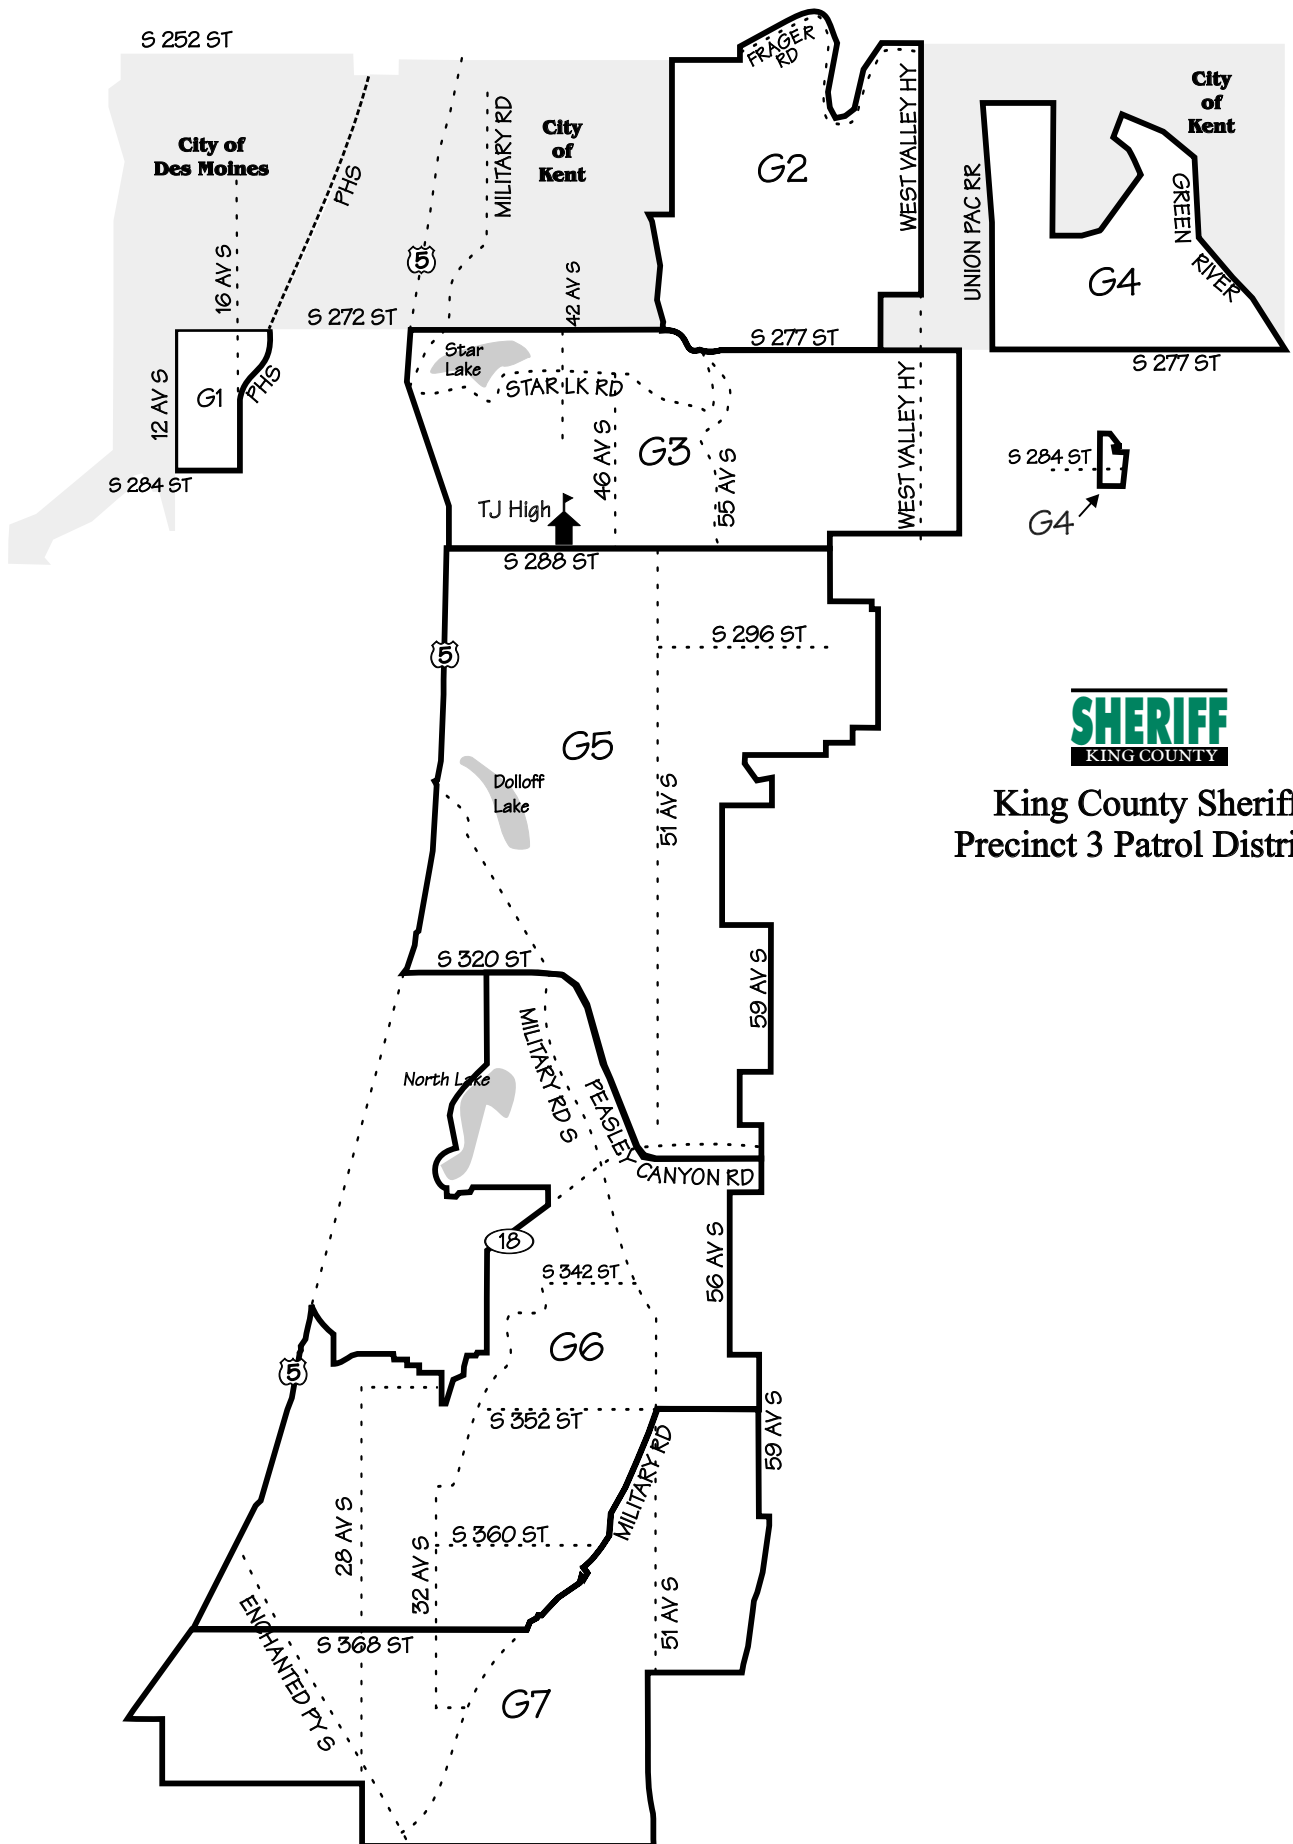 S 252 ST
City of
Des Moines
PHS
16 AV S
MILITARY RD
City
of
Kent
5
42 AV S
S 272 ST
FRAGER
RD
G2
WEST VALLEY HY
UNION PAC RR
City
of
Kent
GREEN
RIVER
G4
S 277 ST
S 277 ST
12 AV S
G1
PHS
S 284 ST
Star
Lake
STAR LK RD
46 AV S
G3
55 AV S
WEST VALLEY HY
TJ High
S 288 ST
S 284 ST
G4
S 296 ST
5
G5
Dolloff
Lake
51 AV S
SHERIFF
KING COUNTY
King County Sheriff
Precinct 3 Patrol Distri
S 320 ST
59 AV S
MILITARY RD S
North Lake
PEASLEY
CANYON RD
18
56 AV S
S 342 ST
G6
5
S 352 ST
MILITARY RD
59 AV S
28 AV S
32 AV S
S 360 ST
51 AV S
ENCHANTED PY S
S 368 ST
G7